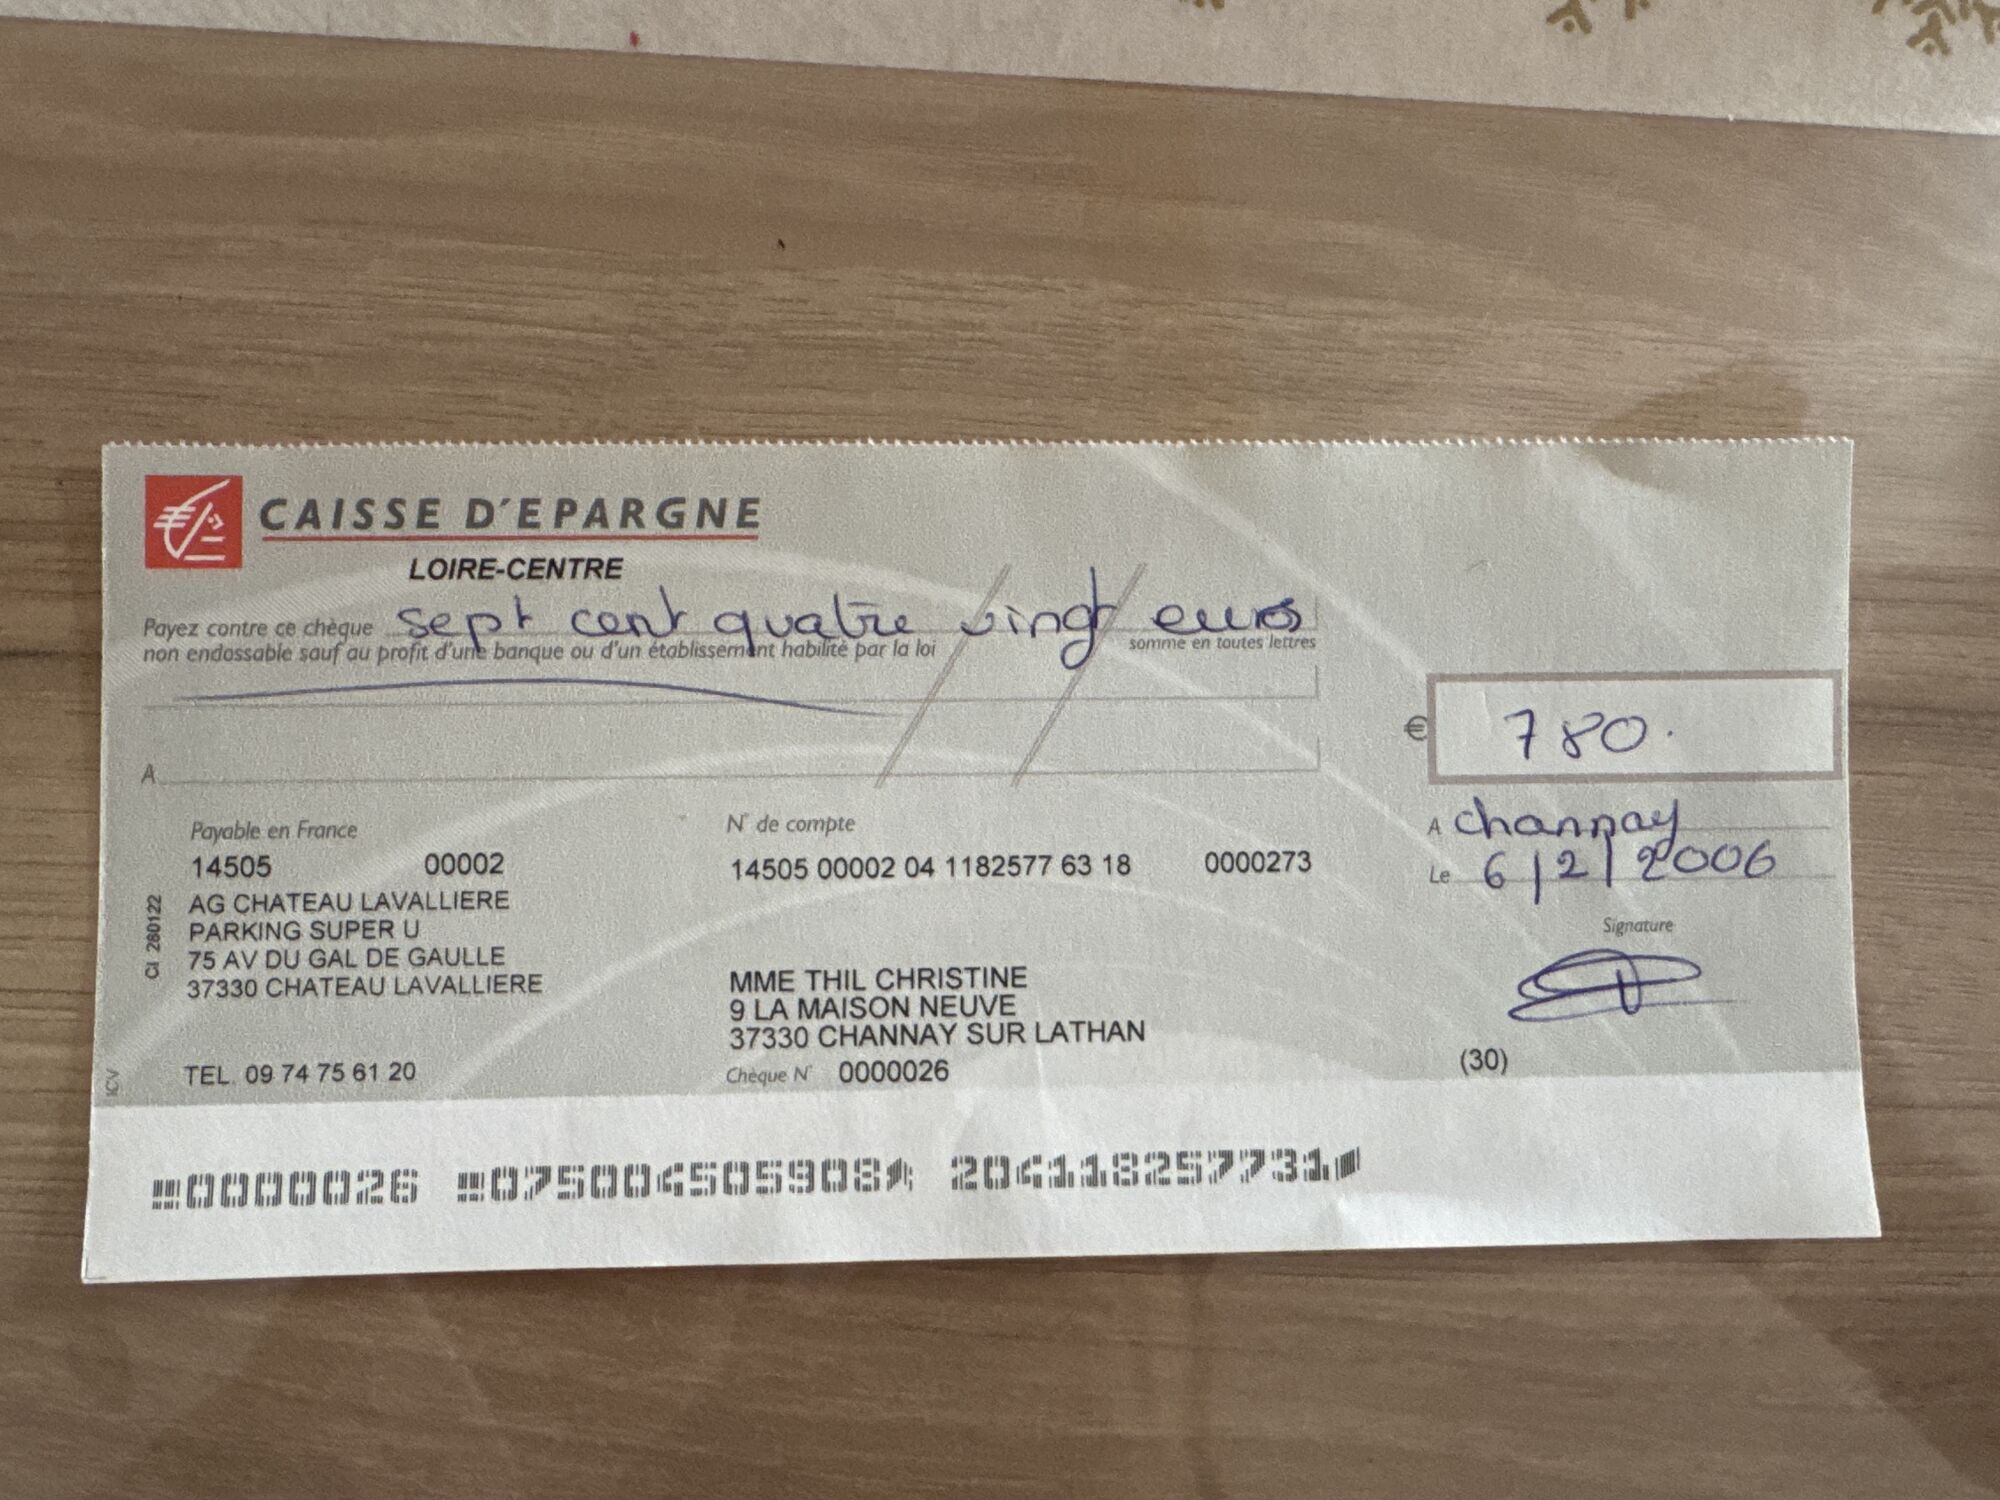 CAISSE D'EPARGNE
LOIRE-CENTRE
Payez contre ce chèque sept cent quatre vingt euros
non endossable sauf au profit d'une banque ou d'un établissement habilité par la loi somme en toutes lettres
€ 780.
A
A channay
Le 6/2/2006
Signature
Payable en France
14505 00002
AG CHATEAU LAVALLIERE
PARKING SUPER U
75 AV DU GAL DE GAULLE
37330 CHATEAU LAVALLIERE
TEL. 09 74 75 61 20
CI 280122
ICV
N° de compte
14505 00002 04 1182577 63 18 0000273
MME THIL CHRISTINE
9 LA MAISON NEUVE
37330 CHANNAY SUR LATHAN
Chèque N° 0000026
(30)
0000026 075004505908 204118257731